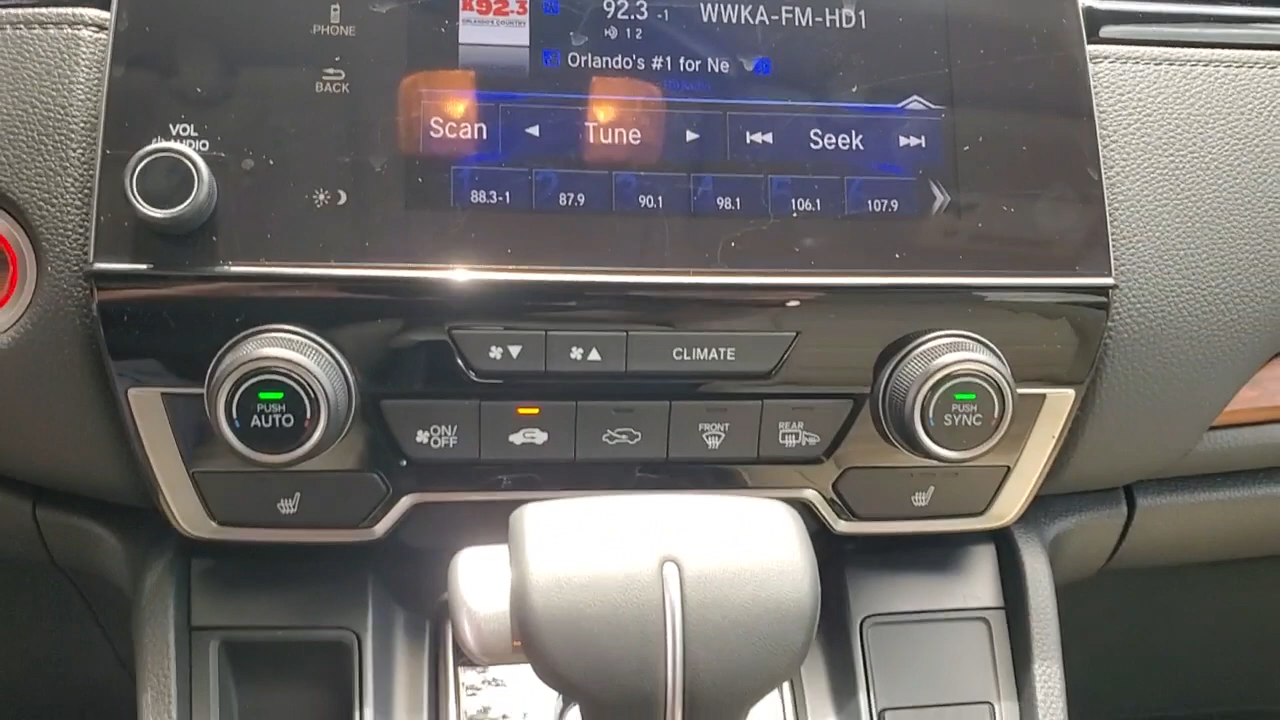 PHONE
BACK
VOL
AUDIO
K92.3
ORLANDO'S COUNTRY
92.3 -1 WWKA-FM-HD1
1 2
Orlando's #1 for Ne
Scan Tune Seek
88.3-1 87.9 90.1 98.1 106.1 107.9
CLIMATE
PUSH
AUTO
ON/
OFF
FRONT
REAR
PUSH
SYNC